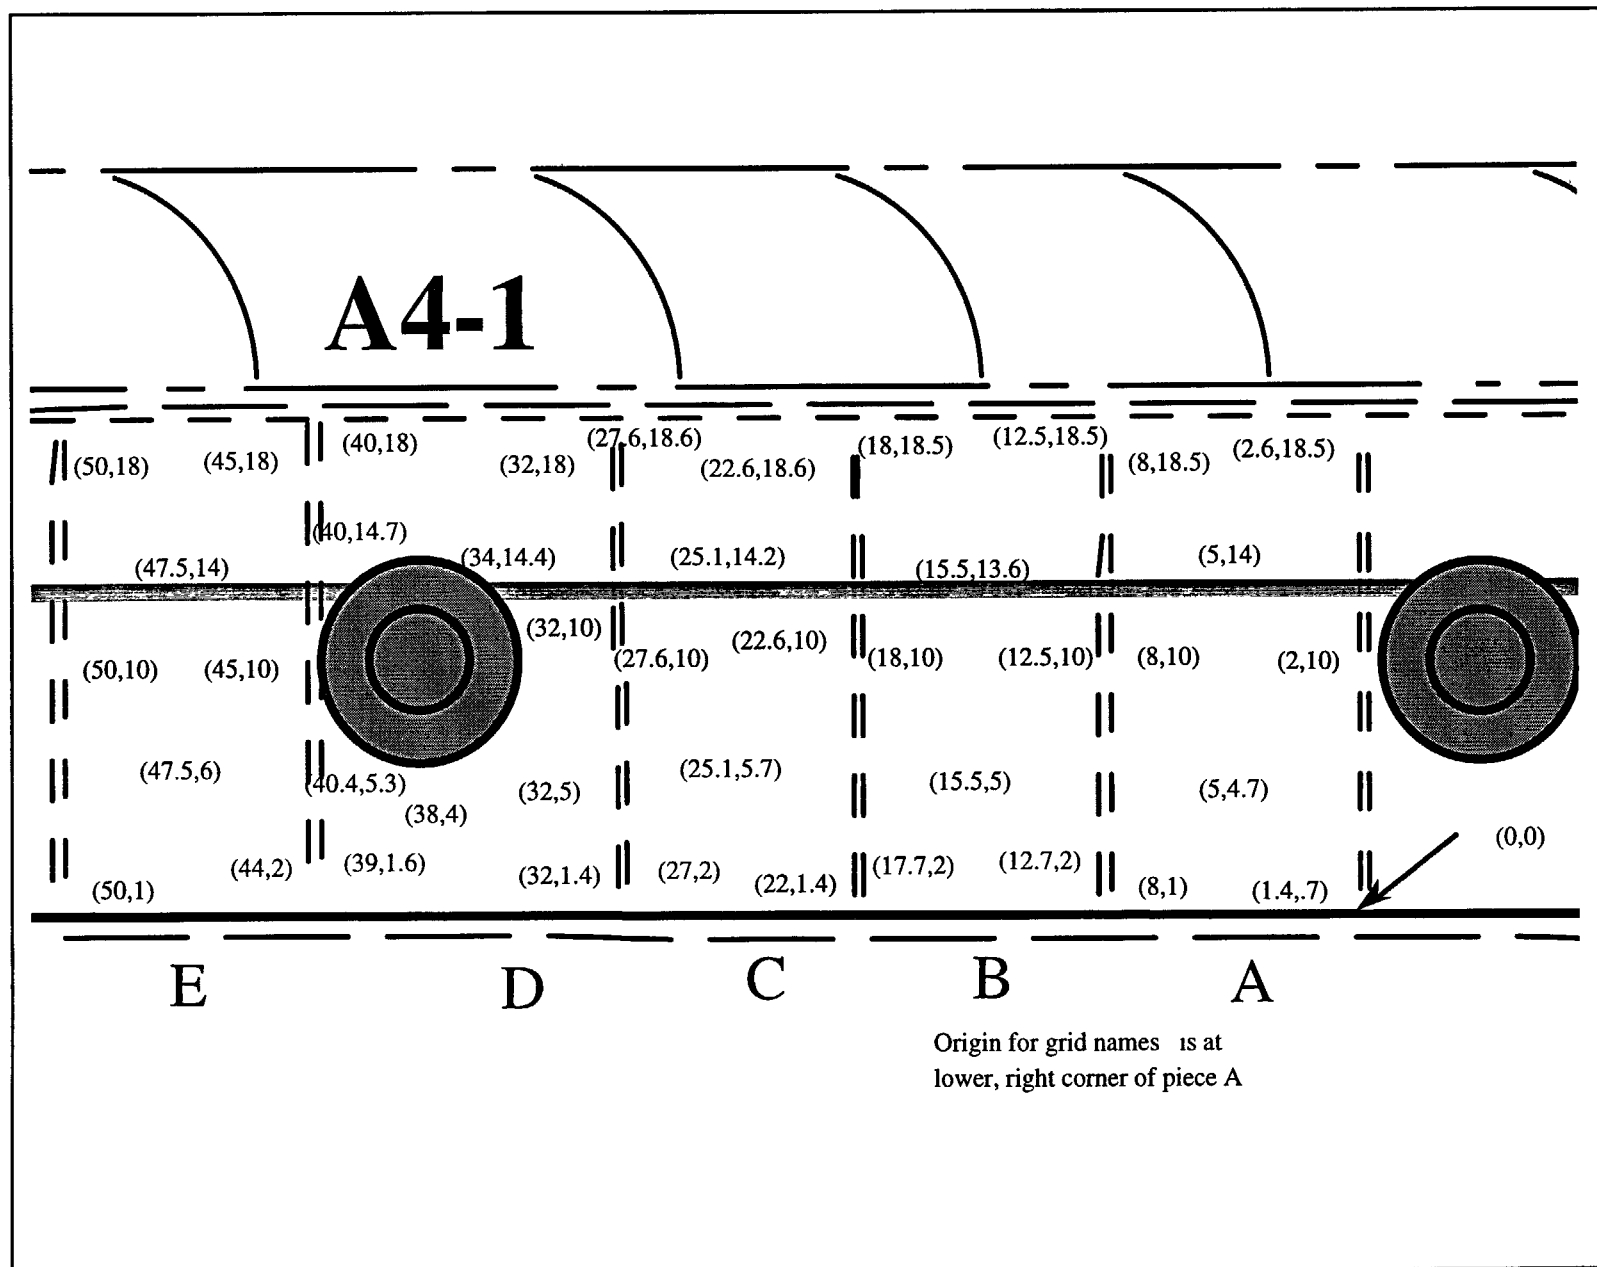 A4-1
(50,18) (45,18) (40,18) (32,18) (27.6,18.6) (22.6,18.6) (18,18.5) (12.5,18.5) (8,18.5) (2.6,18.5)
(40,14.7)
(47.5,14) (34,14.4) (25.1,14.2) (15.5,13.6) (5,14)
(50,10) (45,10) (32,10) (27.6,10) (22.6,10) (18,10) (12.5,10) (8,10) (2,10)
(47.5,6) (40.4,5.3) (32,5) (25.1,5.7) (15.5,5) (5,4.7)
(38,4) (0,0)
(50,1) (44,2) (39,1.6) (32,1.4) (27,2) (22,1.4) (17.7,2) (12.7,2) (8,1) (1.4,.7)
E D C B A
Origin for grid names is at
lower, right corner of piece A